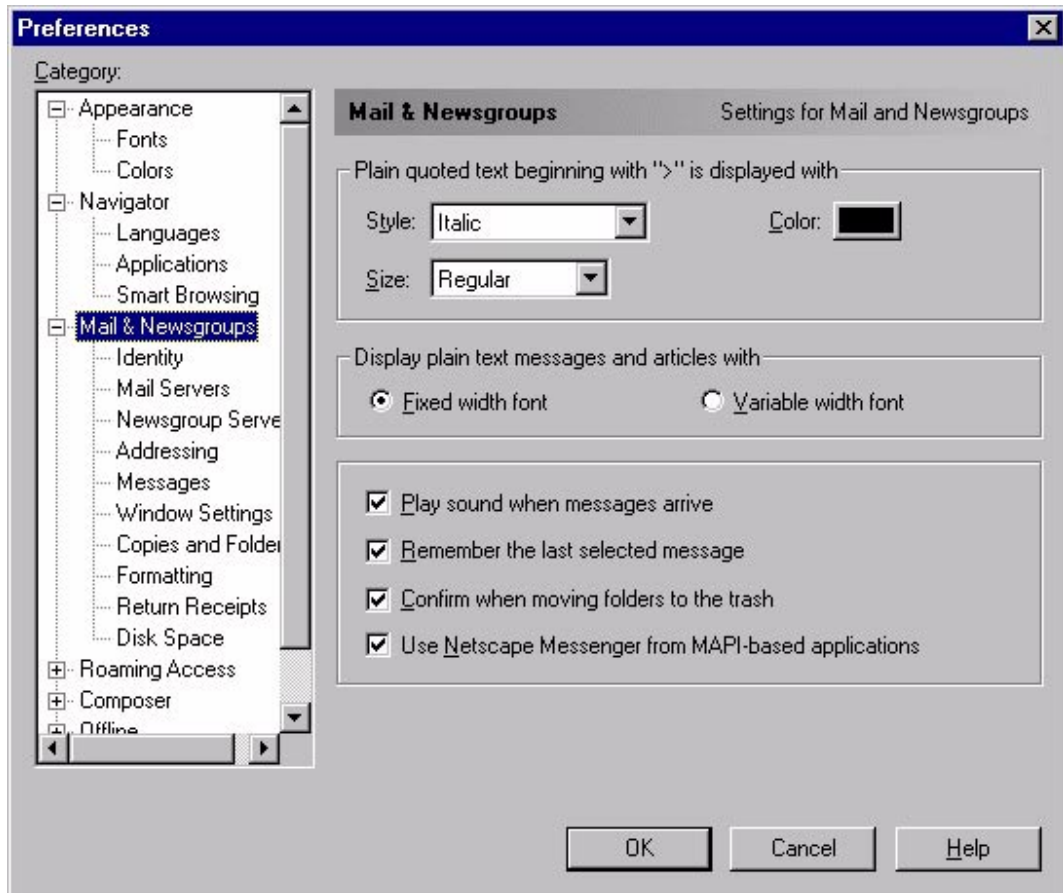 Preferences
Category:
Appearance
Fonts
Colors
Navigator
Languages
Applications
Smart Browsing
Mail & Newsgroups
Identity
Mail Servers
Newsgroup Serve
Addressing
Messages
Window Settings
Copies and Folder
Formatting
Return Receipts
Disk Space
Roaming Access
Composer
Offline
Mail & Newsgroups Settings for Mail and Newsgroups
Plain quoted text beginning with ">" is displayed with
Style: Italic Color:
Size: Regular
Display plain text messages and articles with
Fixed width font Variable width font
Play sound when messages arrive
Remember the last selected message
Confirm when moving folders to the trash
Use Netscape Messenger from MAPI-based applications
OK Cancel Help